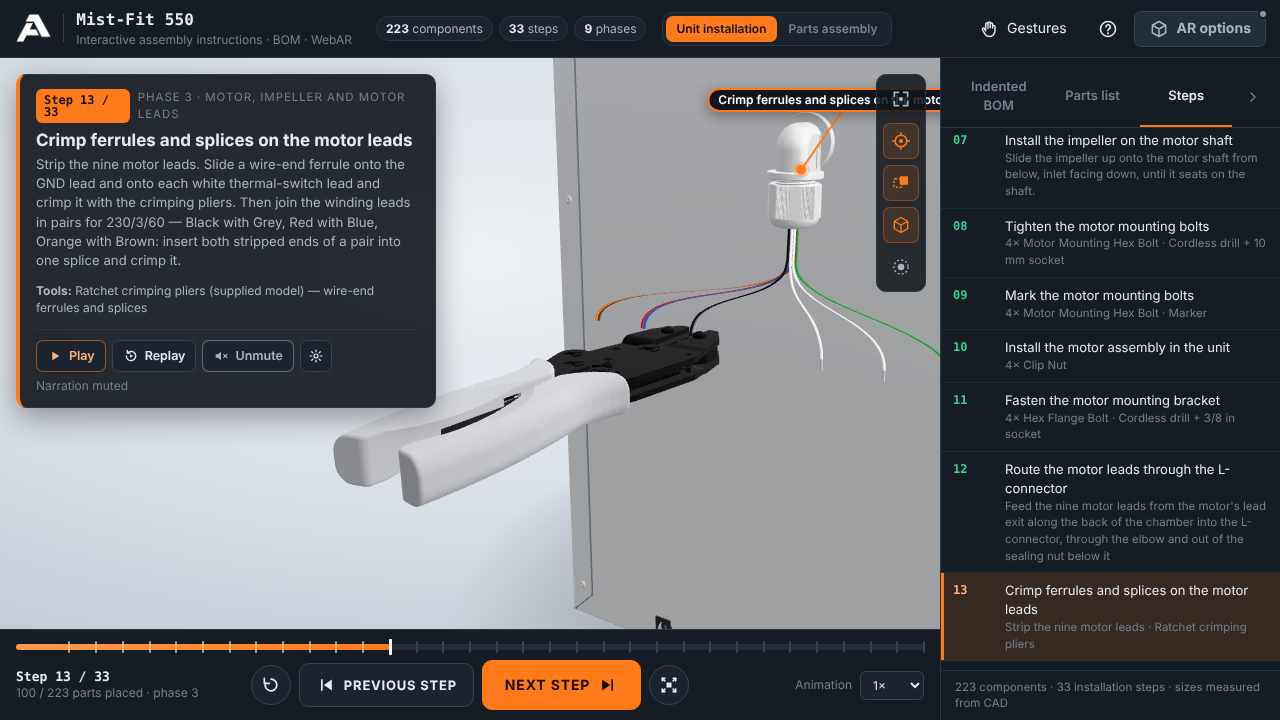 Mist-Fit 550
Interactive assembly instructions · BOM · WebAR
223 components
33 steps
9 phases
Unit installation
Parts assembly
Gestures
AR options
Step 13 / 33
PHASE 3 · MOTOR, IMPELLER AND MOTOR LEADS
Crimp ferrules and splices on the motor leads
Strip the nine motor leads. Slide a wire-end ferrule onto the
GND lead and onto each white thermal-switch lead and
crimp it with the crimping pliers. Then join the winding leads
in pairs for 230/3/60 — Black with Grey, Red with Blue,
Orange with Brown: insert both stripped ends of a pair into
one splice and crimp it.
Tools: Ratchet crimping pliers (supplied model) — wire-end
ferrules and splices
Play
Replay
Unmute
Narration muted
Crimp ferrules and splices on
Indented BOM
Parts list
Steps
07
Install the impeller on the motor shaft
Slide the impeller up onto the motor shaft from
below, inlet facing down, until it seats on the
shaft.
08
Tighten the motor mounting bolts
4× Motor Mounting Hex Bolt · Cordless drill + 10
mm socket
09
Mark the motor mounting bolts
4× Motor Mounting Hex Bolt · Marker
10
Install the motor assembly in the unit
4× Clip Nut
11
Fasten the motor mounting bracket
4× Hex Flange Bolt · Cordless drill + 3/8 in
socket
12
Route the motor leads through the L-
connector
Feed the nine motor leads from the motor's lead
exit along the back of the chamber into the L-
connector, through the elbow and out of the
sealing nut below it
13
Crimp ferrules and splices on the motor
leads
Strip the nine motor leads · Ratchet crimping
pliers
223 components · 33 installation steps · sizes measured
from CAD
Step 13 / 33
100 / 223 parts placed · phase 3
PREVIOUS STEP
NEXT STEP
Animation
1×